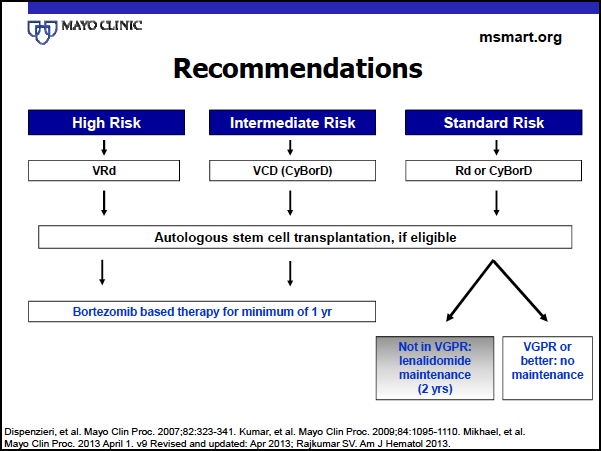 MAYO CLINIC
msmart.org
Recommendations
High Risk
Intermediate Risk
Standard Risk
VRd
VCD (CyBorD)
Rd or CyBorD
Autologous stem cell transplantation, if eligible
Bortezomib based therapy for minimum of 1 yr
Not in VGPR:
lenalidomide
maintenance
(2 yrs)
VGPR or
better: no
maintenance
Dispenzieri, et al. Mayo Clin Proc. 2007;82:323-341. Kumar, et al. Mayo Clin Proc. 2009;84:1095-1110. Mikhael, et al.
Mayo Clin Proc. 2013 April 1. v9 Revised and updated: Apr 2013; Rajkumar SV. Am J Hematol 2013.